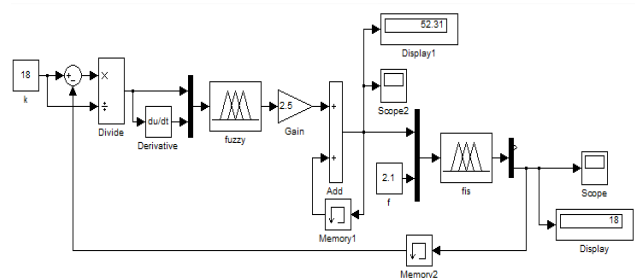 52.31
Display1
Scope2
18
k
+
-
×
÷
Divide
du/dt
Derivative
fuzzy
2.5
Gain
+
+
Add
2.1
f
fis
Scope
18
Display
Memory1
Memory2